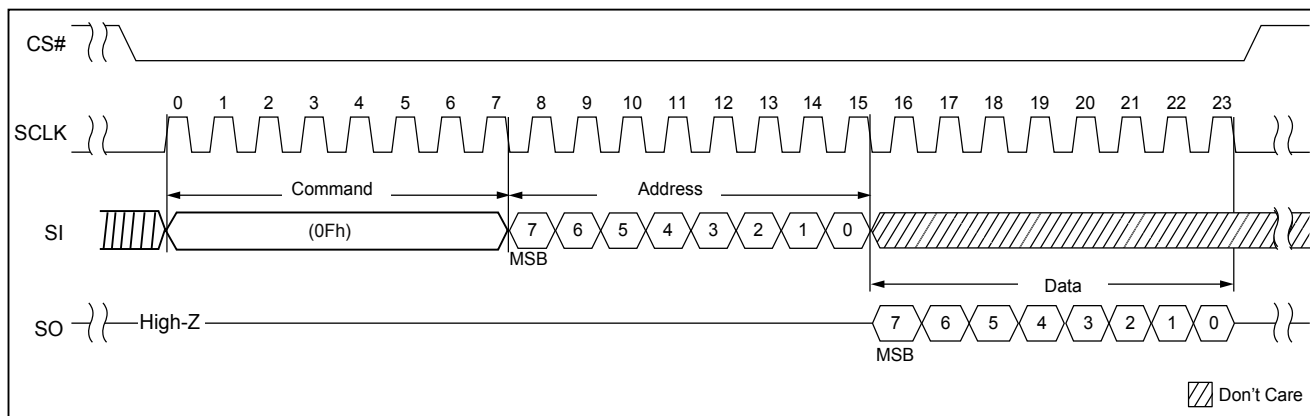 CS#
0 1 2 3 4 5 6 7 8 9 10 11 12 13 14 15 16 17 18 19 20 21 22 23
SCLK
Command Address
SI (0Fh) 7 6 5 4 3 2 1 0
MSB
Data
SO High-Z 7 6 5 4 3 2 1 0
MSB
Don't Care